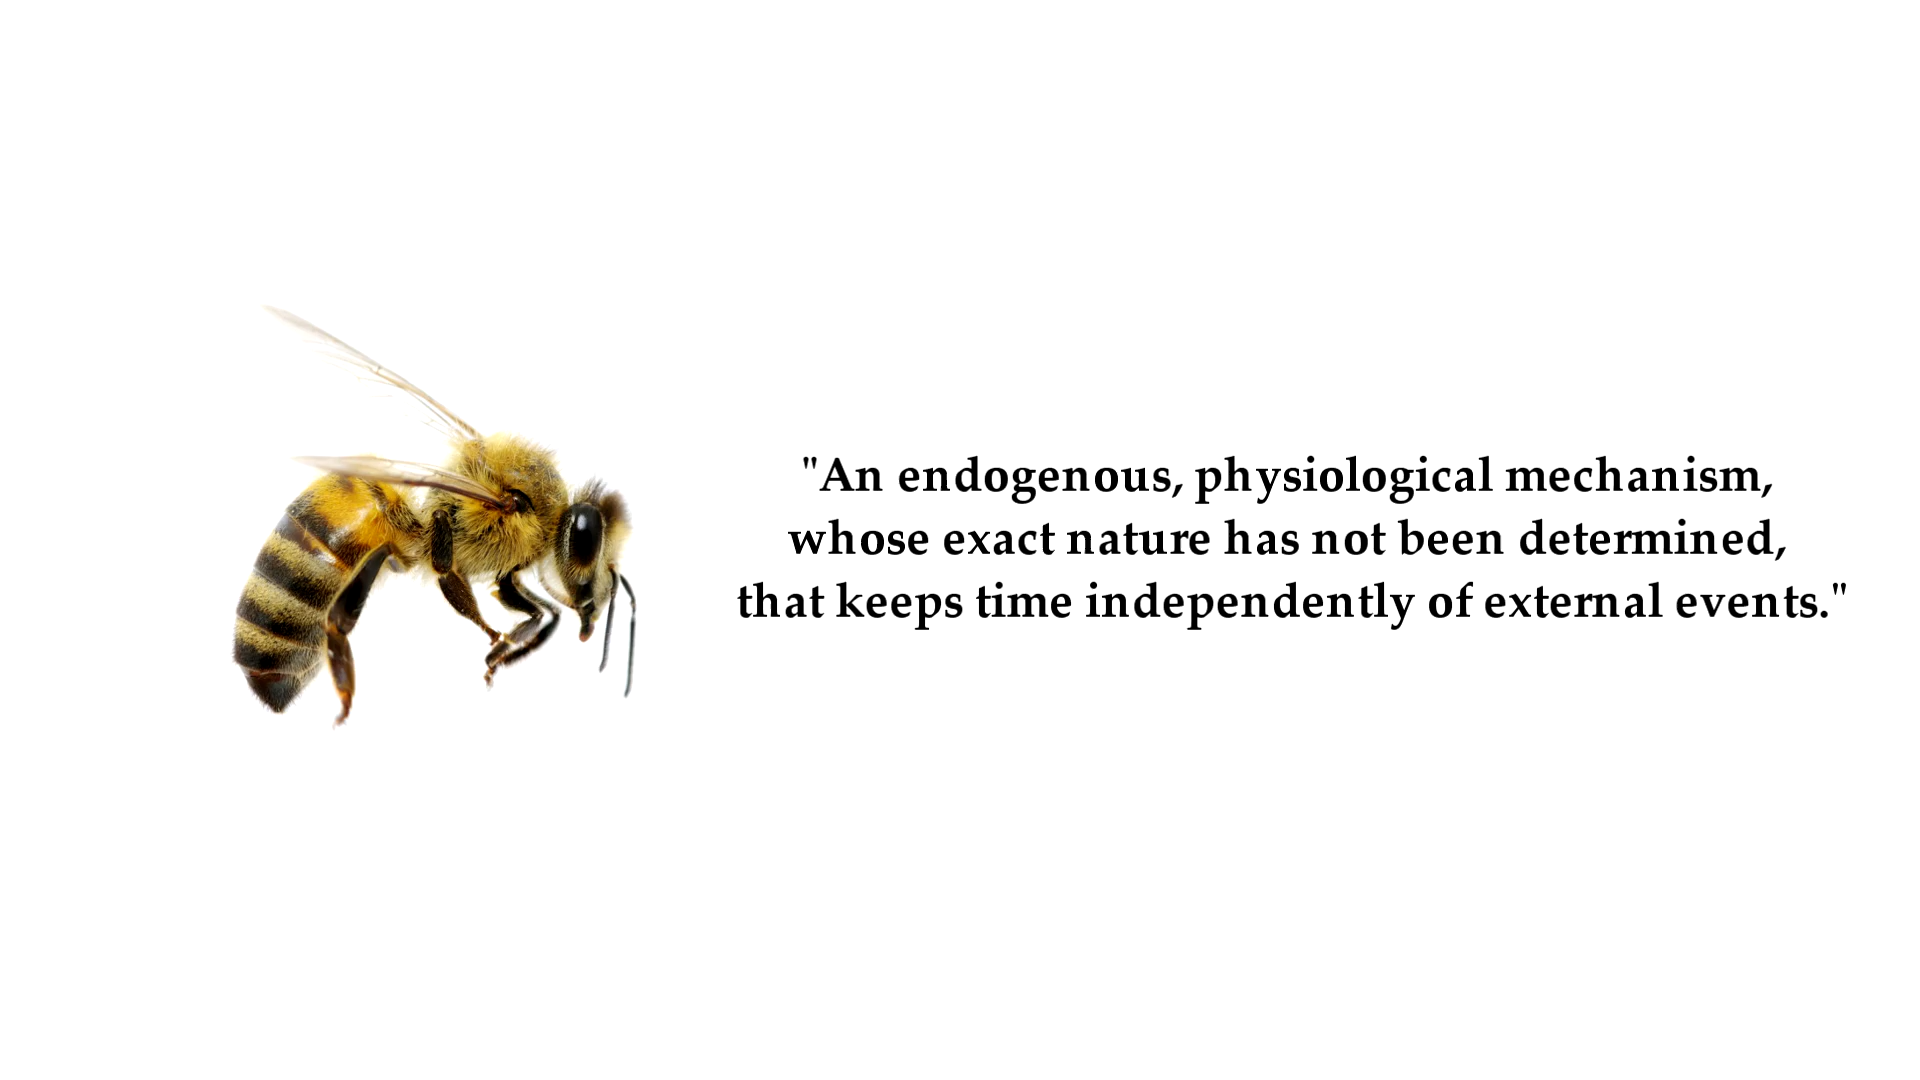 "An endogenous, physiological mechanism,
whose exact nature has not been determined,
that keeps time independently of external events."